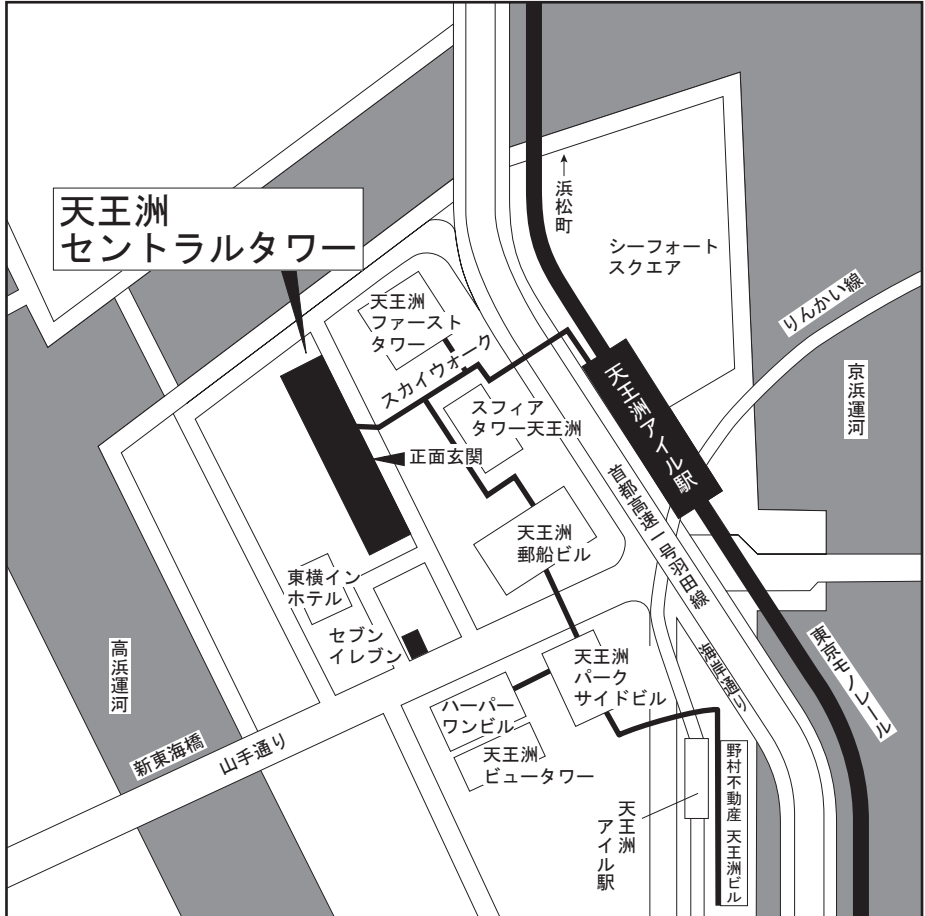 天王洲
セントラルタワー
↑
浜松町
シーフォート
スクエア
りんかい線
京浜運河
天王洲
ファースト
タワー
スカイウォーク
スフィア
タワー天王洲
天王洲アイル駅
正面玄関
首都高速一号羽田線
天王洲
郵船ビル
東横イン
ホテル
セブン
イレブン
高浜運河
天王洲
パーク
サイドビル
海岸通り
東京モノレール
ハーバー
ワンビル
新東海橋
山手通り
天王洲
ビュータワー
野村不動産 天王洲ビル
天王洲
アイル駅